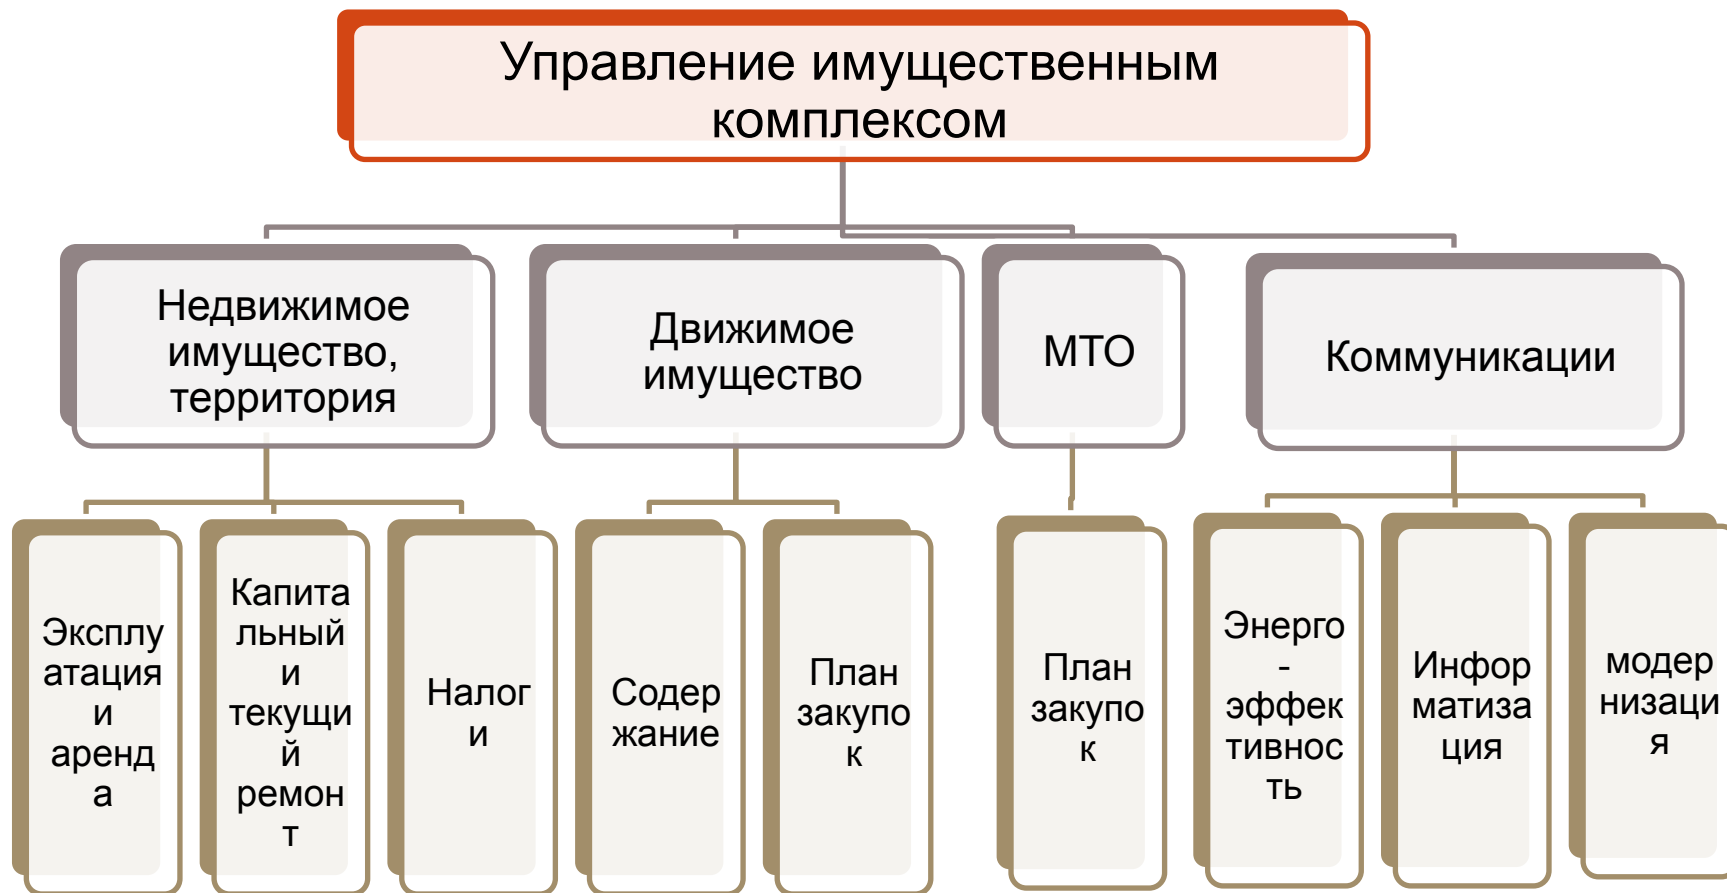 Управление имущественным
комплексом
Недвижимое
имущество,
территория
Движимое
имущество
МТО
Коммуникации
Эксплу
атация
и
аренд
а
Капита
льный
и
текущи
й
ремон
т
Налог
и
Содер
жание
План
закупо
к
План
закупо
к
Энерго
-
эффек
тивнос
ть
Инфор
матиза
ция
модер
низаци
я